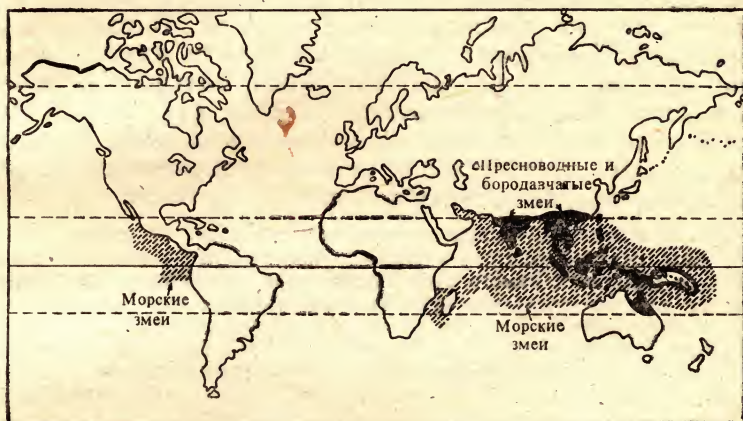 Пресноводные и
бородавчатые
змеи
Морские
змеи
Морские
змеи